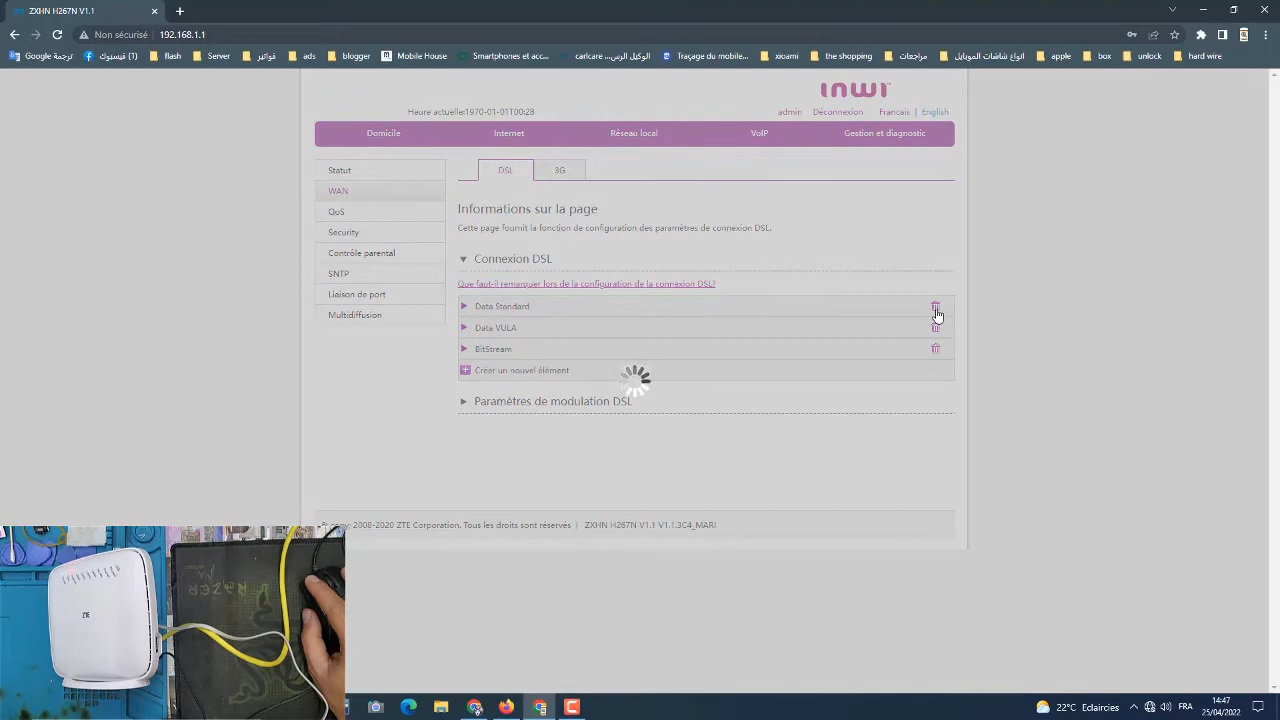 ZXHN H267N V1.1
Non sécurisé
192.168.1.1
ترجمة Google
فيسبوك (1)
flash
Server
فواتير
ads
blogger
Mobile House
Smartphones et acc...
carlcare الوكيل الرس...
Traçage du mobile...
xioami
the shopping
مراجعات
انواع شاشات الموبايل
apple
box
unlock
hard wire
inwi
Heure actuelle:1970-01-01T00:28
admin
Déconnexion
Francais | English
Domicile
Internet
Réseau local
VoIP
Gestion et diagnostic
Statut
WAN
QoS
Security
Contrôle parental
SNTP
Liaison de port
Multidiffusion
DSL
3G
Informations sur la page
Cette page fournit la fonction de configuration des paramètres de connexion DSL.
Connexion DSL
Que faut-il remarquer lors de la configuration de la connexion DSL?
Data Standard
Data VULA
BitStream
Créer un nouvel élément
Paramètres de modulation DSL
2008-2020 ZTE Corporation. Tous les droits sont réservés | ZXHN H267N V1.1 V1.1.3C4_MARI
ZTE
RAZER
22°C Eclaircies
FRA
14:47
25/04/2022